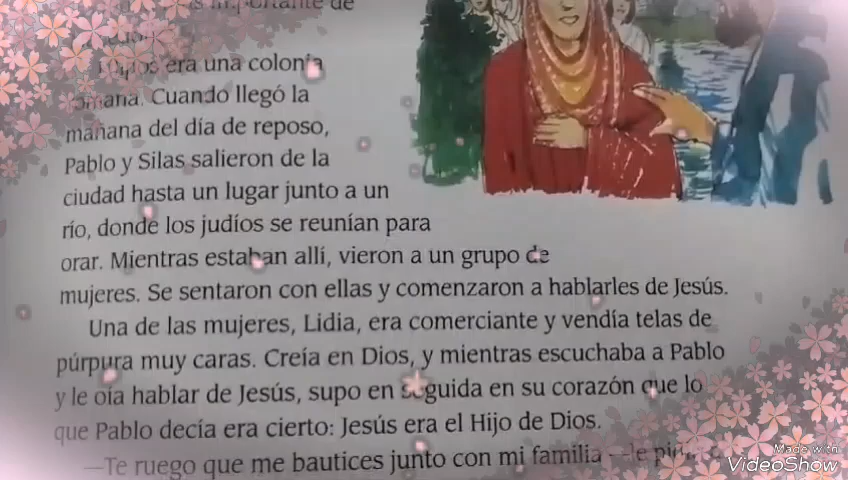 importante de
era una colonia
romana. Cuando llegó la
mañana del día de reposo,
Pablo y Silas salieron de la
ciudad hasta un lugar junto a un
río, donde los judíos se reunían para
orar. Mientras estaban allí, vieron a un grupo de
mujeres. Se sentaron con ellas y comenzaron a hablarles de Jesús.
Una de las mujeres, Lidia, era comerciante y vendía telas de
púrpura muy caras. Creía en Dios, y mientras escuchaba a Pablo
y le oía hablar de Jesús, supo en seguida en su corazón que lo
que Pablo decía era cierto: Jesús era el Hijo de Dios.
—Te ruego que me bautices junto con mi familia —le
Made with
VideoShow